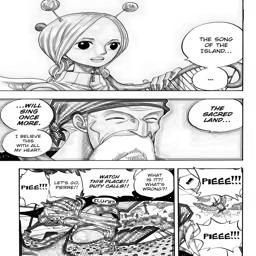 THE SONG
OF THE
ISLAND...
...
THE
SACRED
LAND...
...WILL
SING
ONCE
MORE.
I BELIEVE
THIS WITH
ALL MY
HEART.
PIEEE!!!
PIEEE!!!
WHAT
IS IT?!
WHAT'S
WRONG?!
WATCH
THIS PLACE!!
DUTY CALLS!!
LET'S GO,
PIERRE!!
PIEEE!!!